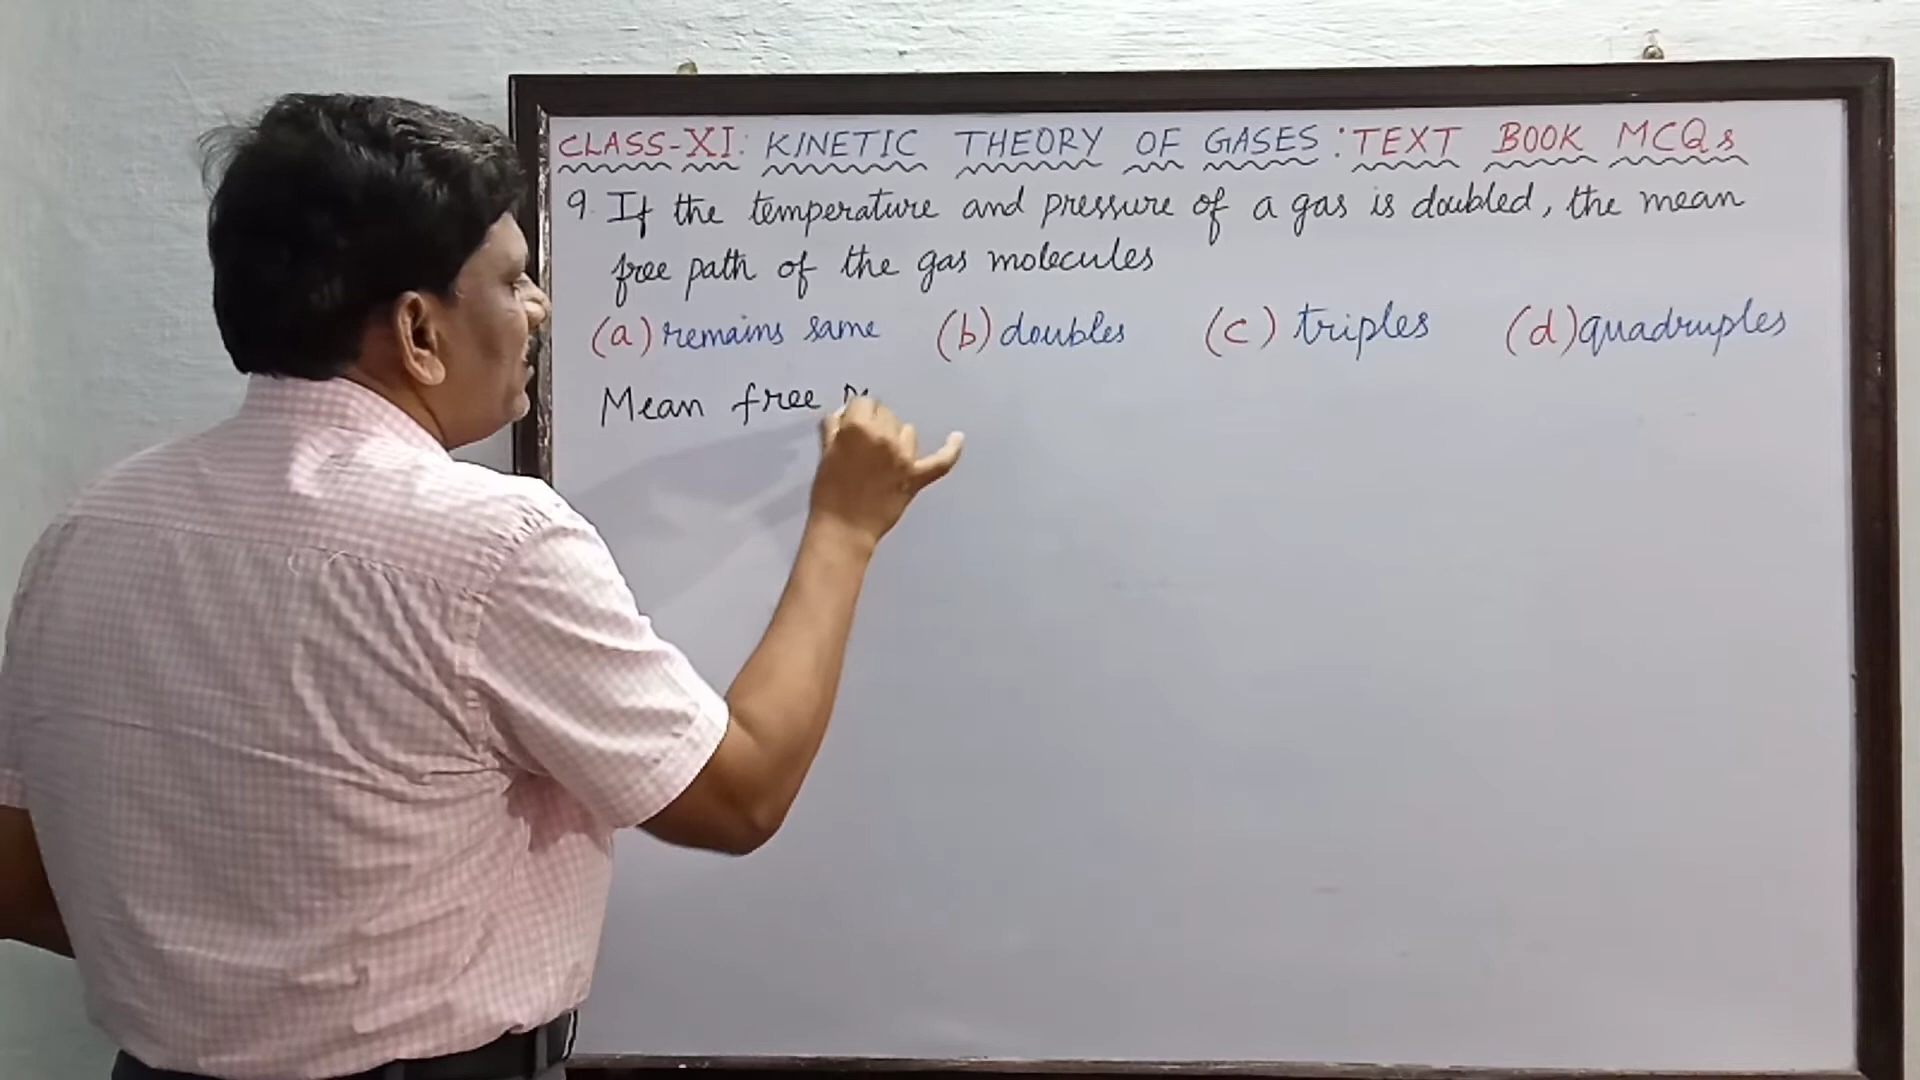 CLASS-XI: KINETIC THEORY OF GASES: TEXT BOOK MCQs
9. If the temperature and pressure of a gas is doubled, the mean
free path of the gas molecules
(a) remains same (b) doubles (c) triples (d) quadruples
Mean free